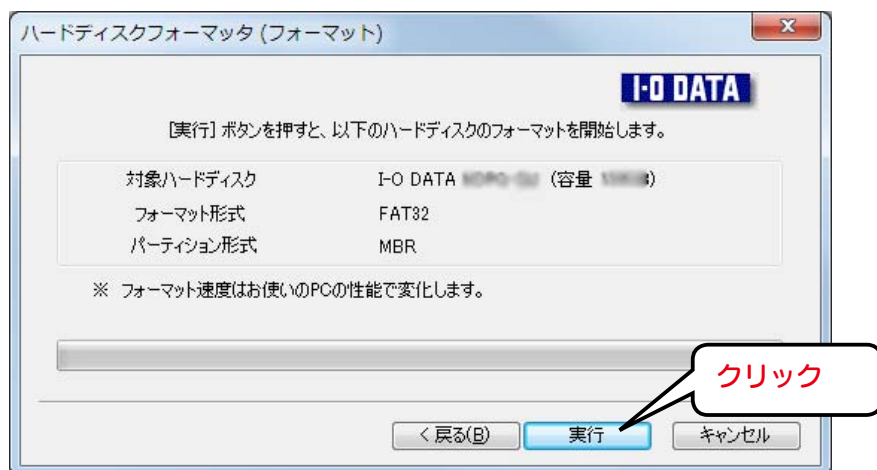 ハードディスクフォーマッタ (フォーマット)
I-O DATA
[実行] ボタンを押すと、以下のハードディスクのフォーマットを開始します。
対象ハードディスク I-O DATA (容量 )
フォーマット形式 FAT32
パーティション形式 MBR
※ フォーマット速度はお使いのPCの性能で変化します。
クリック
< 戻る(B) 実行 キャンセル